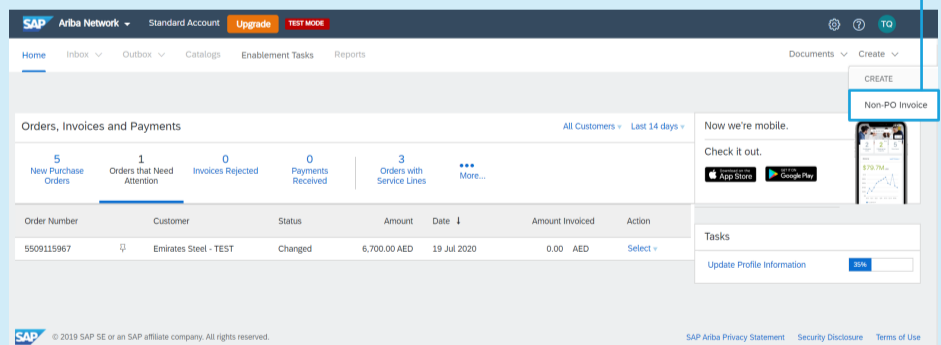 SAP Ariba Network Standard Account Upgrade TEST MODE TQ
Home Inbox Outbox Catalogs Enablement Tasks Reports Documents Create
CREATE
Non-PO Invoice
Orders, Invoices and Payments All Customers Last 14 days
5 New Purchase Orders
1 Orders that Need Attention
0 Invoices Rejected
0 Payments Received
3 Orders with Service Lines
More...
Order Number Customer Status Amount Date ↓ Amount Invoiced Action
5509115967 Emirates Steel - TEST Changed 6,700.00 AED 19 Jul 2020 0.00 AED Select
Now we're mobile.
Check it out.
Download on the App Store
GET IT ON Google Play
$79.7M
Tasks
Update Profile Information 35%
SAP © 2019 SAP SE or an SAP affiliate company. All rights reserved. SAP Ariba Privacy Statement Security Disclosure Terms of Use